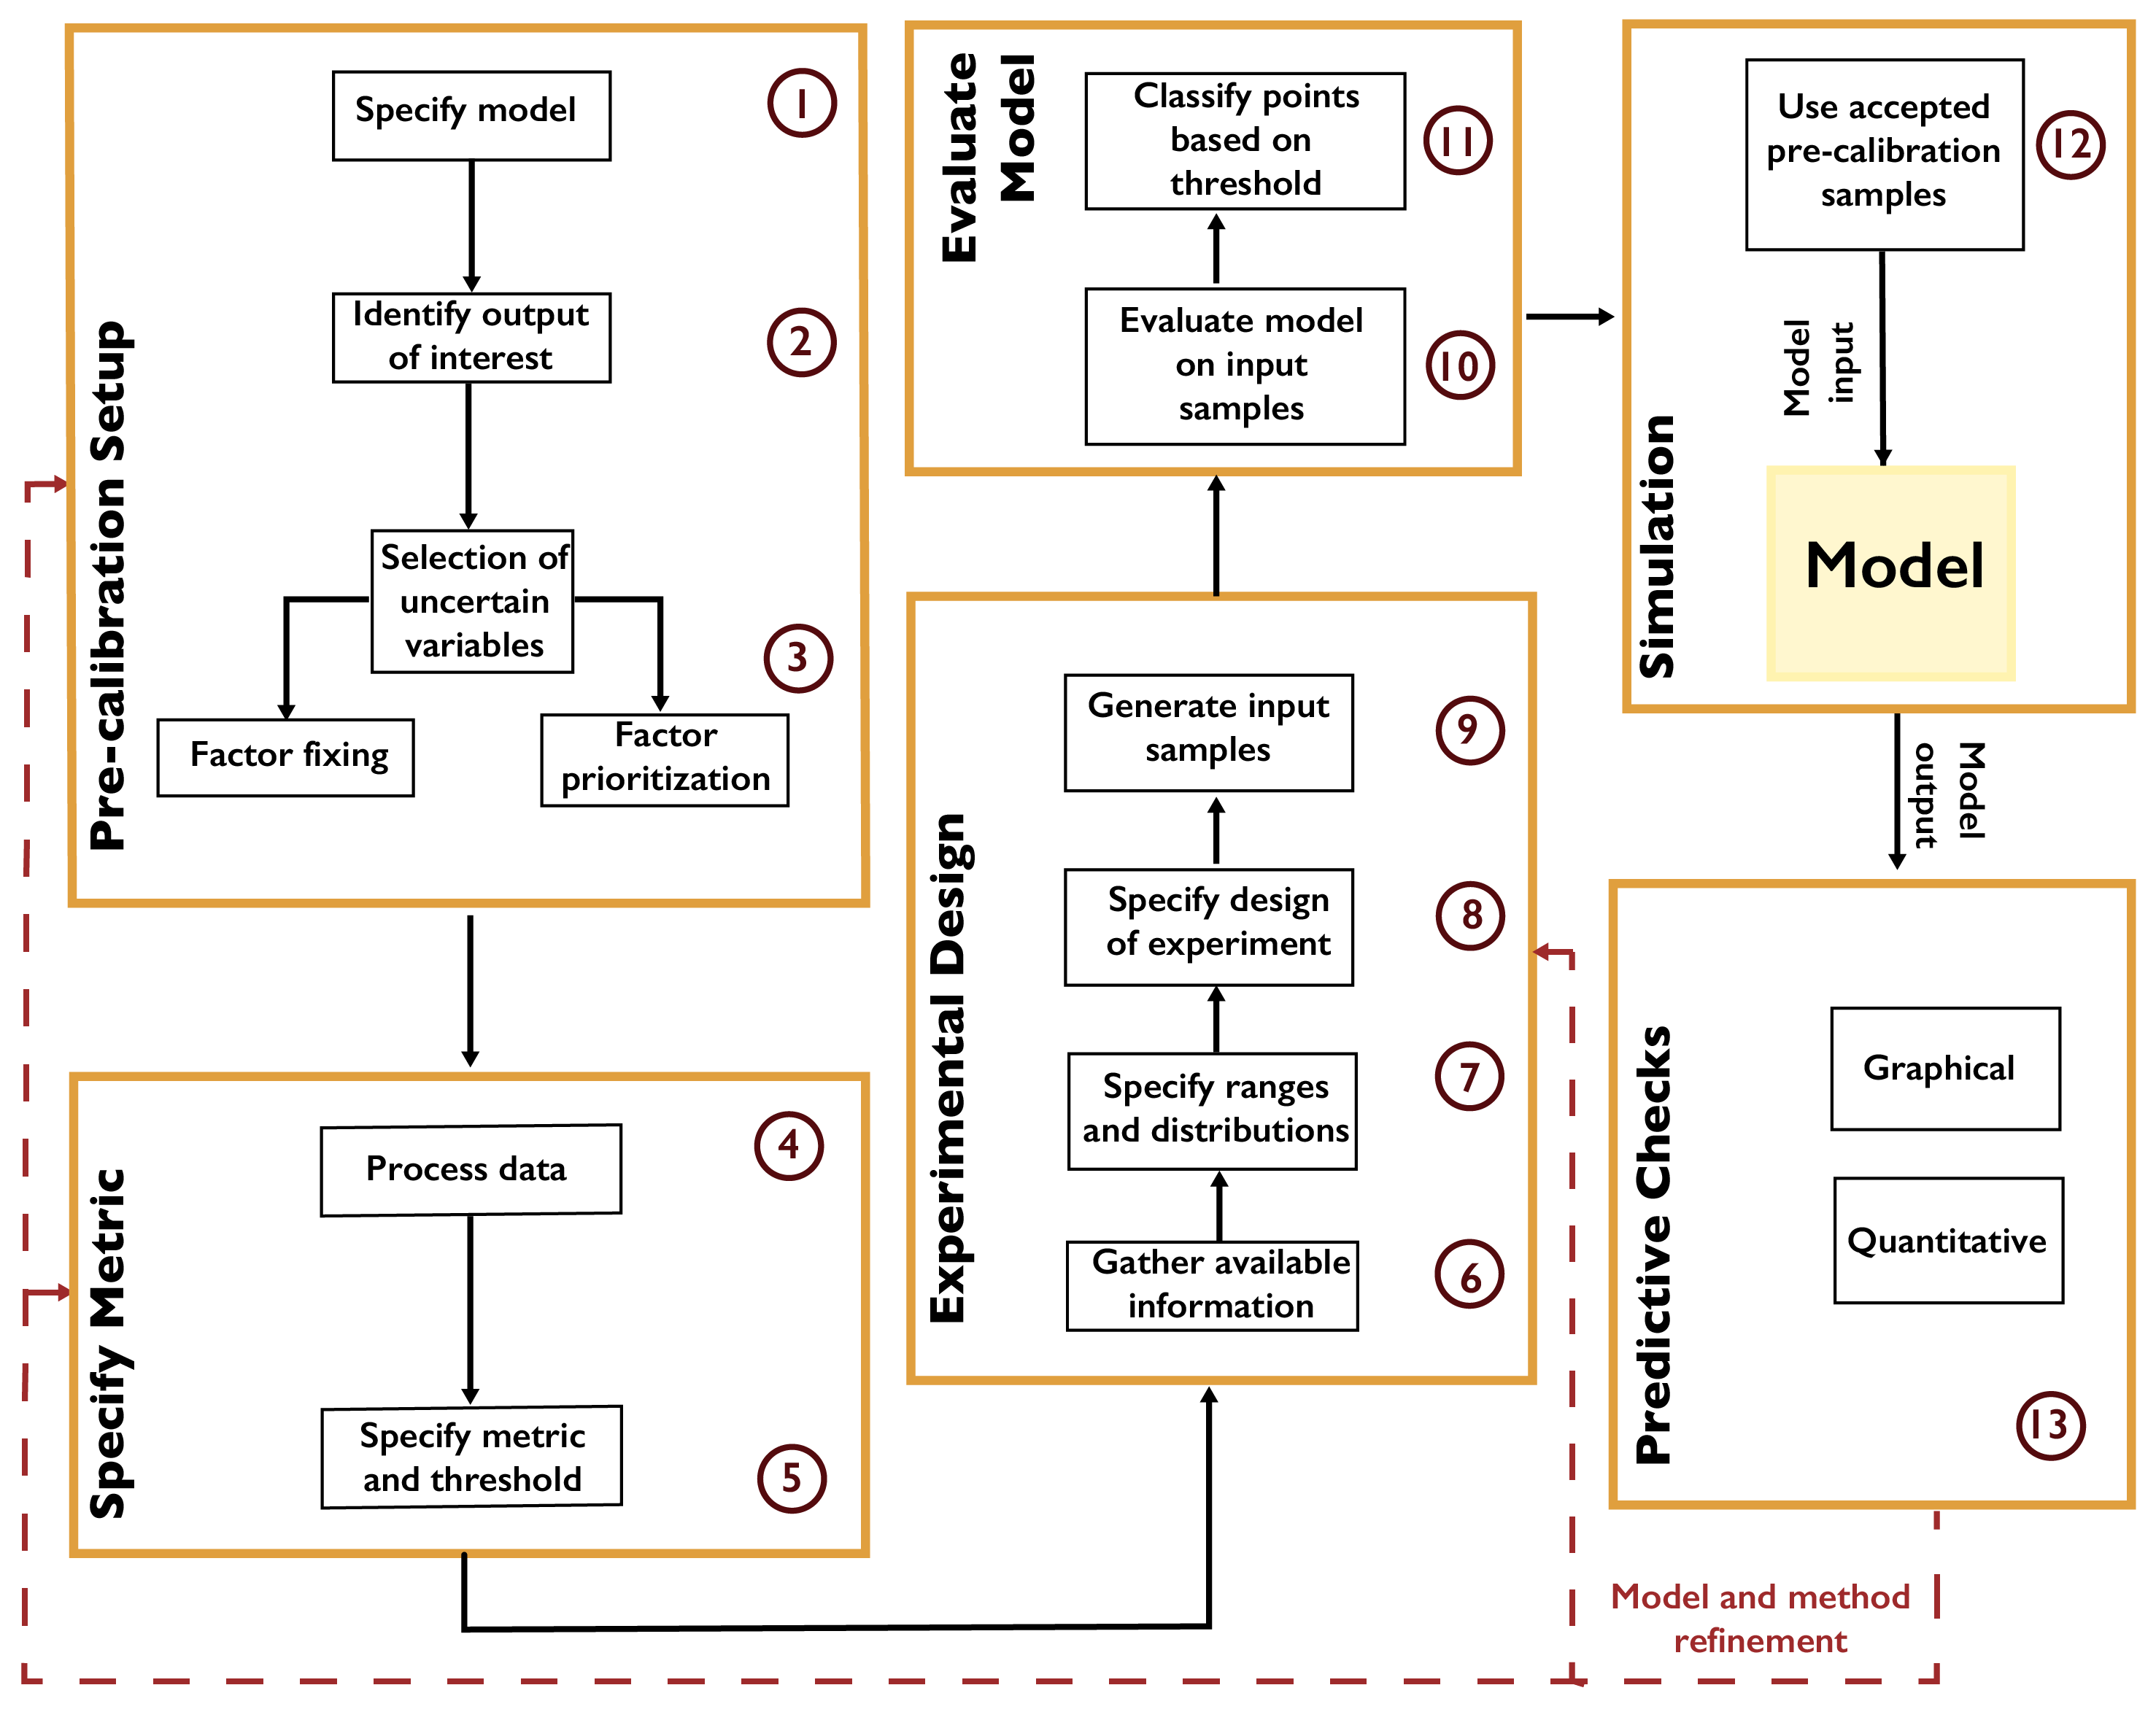 Pre-calibration Setup
Specify model
1
Identify output
of interest
2
Selection of
uncertain
variables
3
Factor fixing
Factor
prioritization
Specify Metric
Process data
4
Specify metric
and threshold
5
Experimental Design
Generate input
samples
9
Specify design
of experiment
8
Specify ranges
and distributions
7
Gather available
information
6
Evaluate
Model
Classify points
based on
threshold
11
Evaluate model
on input
samples
10
Simulation
Use accepted
pre-calibration
samples
12
Model
input
Model
Model
output
Predictive Checks
Graphical
Quantitative
13
Model and method
refinement